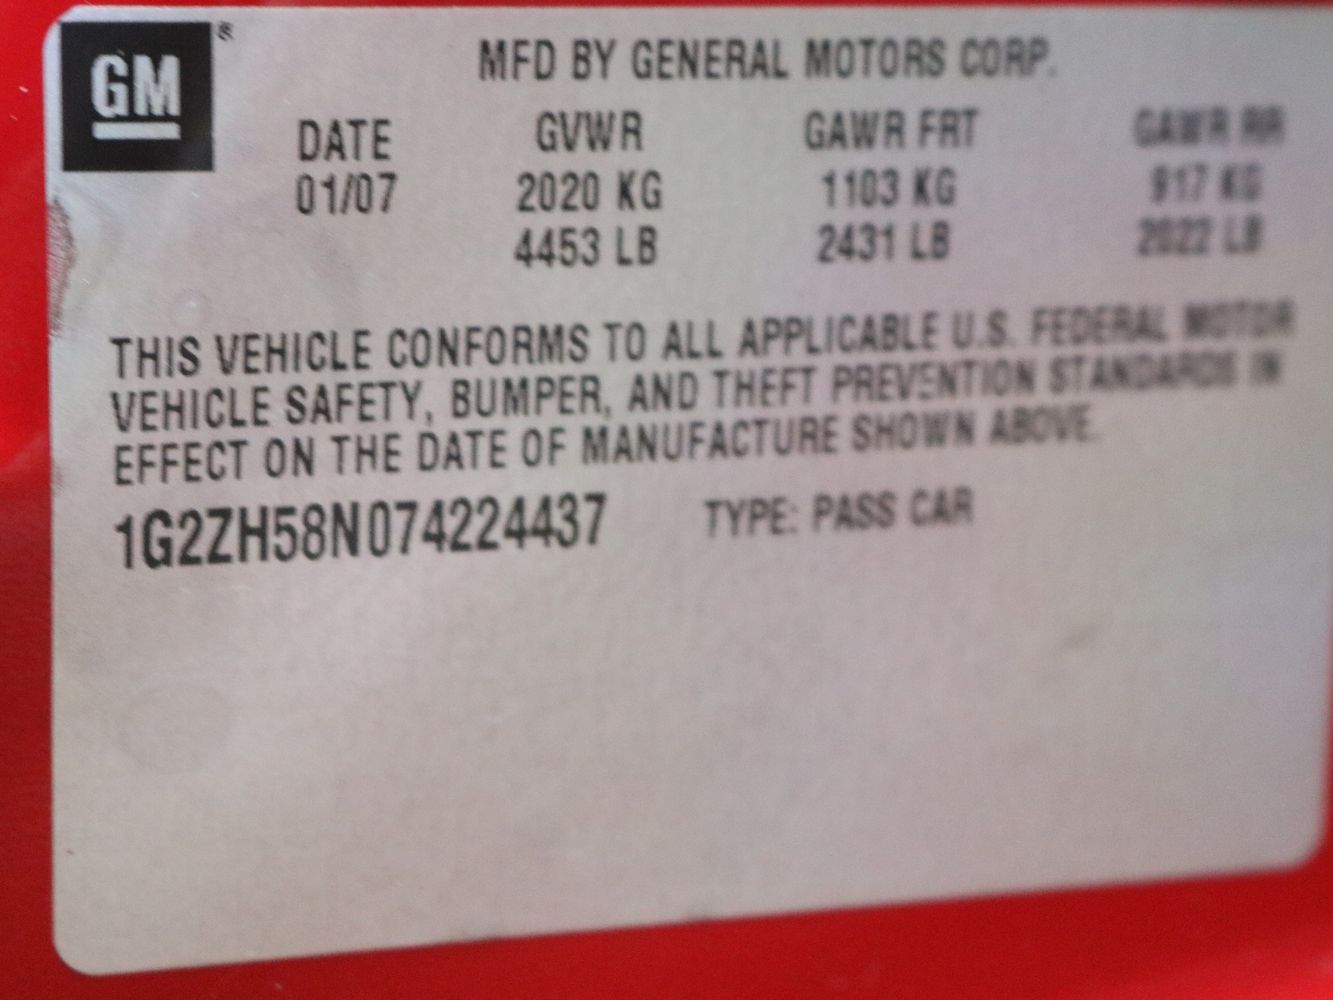 GM®
MFD BY GENERAL MOTORS CORP.
DATE GVWR GAWR FRT GAWR RR
01/07 2020 KG 1103 KG 917 KG
4453 LB 2431 LB 2022 LB
THIS VEHICLE CONFORMS TO ALL APPLICABLE U.S. FEDERAL MOTOR
VEHICLE SAFETY, BUMPER, AND THEFT PREVENTION STANDARDS IN
EFFECT ON THE DATE OF MANUFACTURE SHOWN ABOVE.
1G2ZH58N074224437 TYPE: PASS CAR